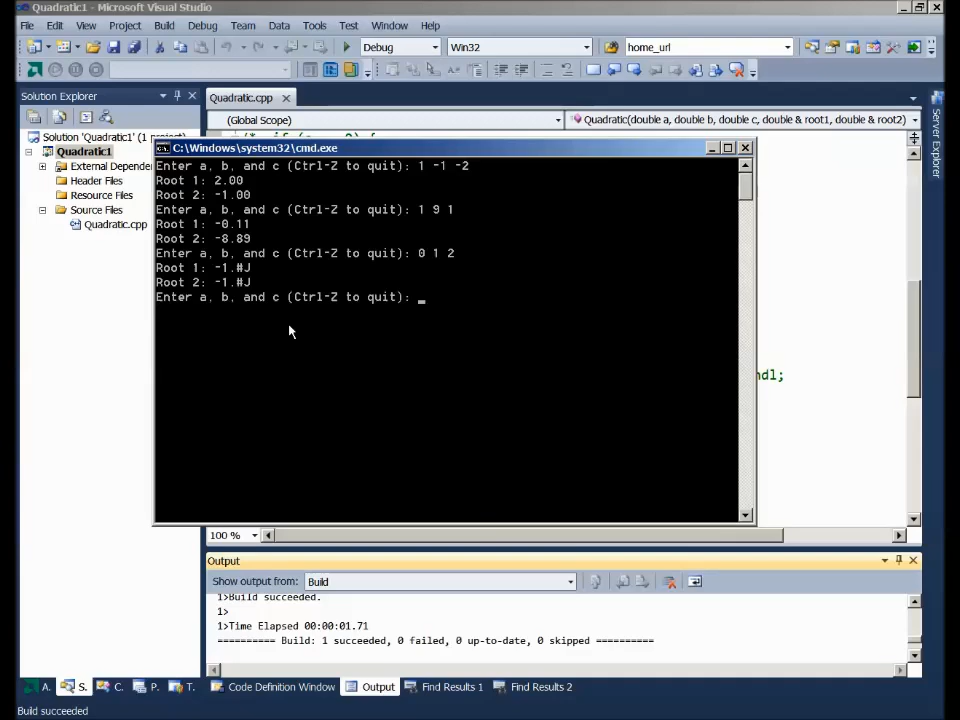 Quadratic1 - Microsoft Visual Studio
File Edit View Project Build Debug Team Data Tools Test Window Help
Debug Win32 home_url
Solution Explorer
Quadratic.cpp
(Global Scope) Quadratic(double a, double b, double c, double & root1, double & root2)
Server Explorer
Solution 'Quadratic1' (1 project)
Quadratic1
External Depende
Header Files
Resource Files
Source Files
Quadratic.cpp
C:\Windows\system32\cmd.exe
Enter a, b, and c (Ctrl-Z to quit): 1 -1 -2
Root 1: 2.00
Root 2: -1.00
Enter a, b, and c (Ctrl-Z to quit): 1 9 1
Root 1: -0.11
Root 2: -8.89
Enter a, b, and c (Ctrl-Z to quit): 0 1 2
Root 1: -1.#J
Root 2: -1.#J
Enter a, b, and c (Ctrl-Z to quit): _
ndl;
100 %
Output
Show output from: Build
1>Build succeeded.
1>
1>Time Elapsed 00:00:01.71
========== Build: 1 succeeded, 0 failed, 0 up-to-date, 0 skipped ==========
A. S. C. P. T. Code Definition Window Output Find Results 1 Find Results 2
Build succeeded